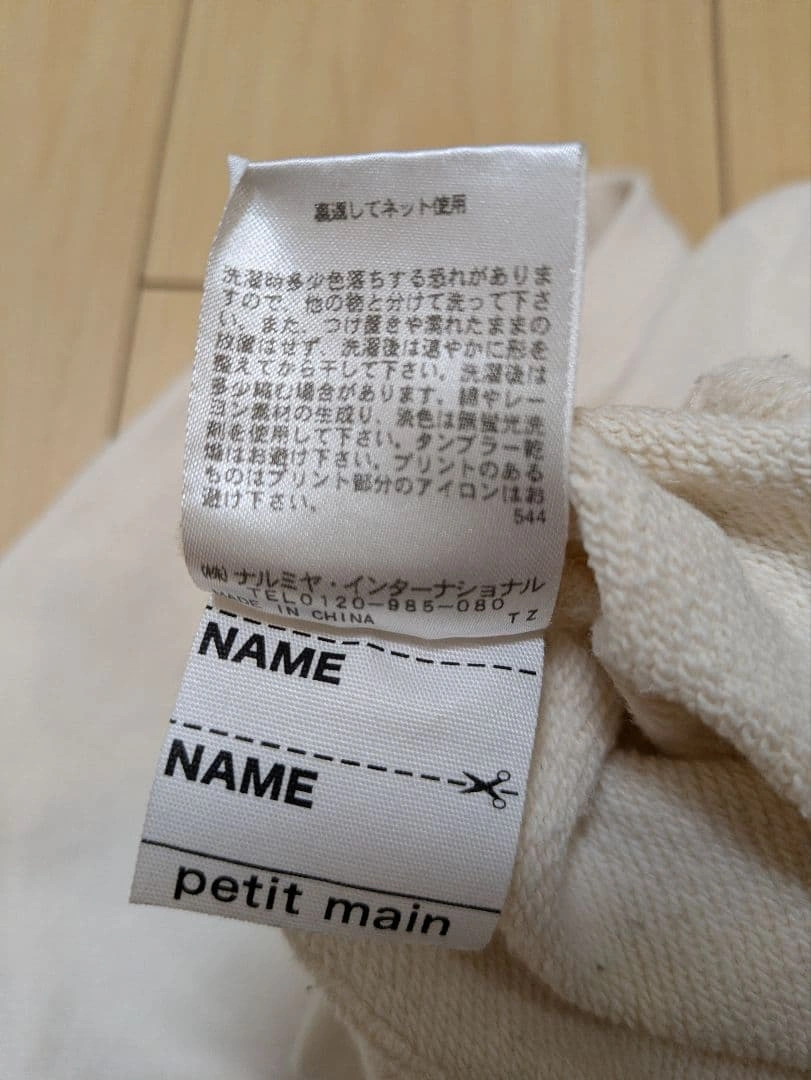 裏返してネット使用
洗濯時多少色落ちする恐れがありま
すので、他の物と分けて洗って下さ
い。また、つけ置きや濡れたままの
放置はせず、洗濯後は速やかに形を
整えてから干して下さい。洗濯後は
多少縮む場合があります。綿やレー
ヨン素材の生成り、淡色は無蛍光洗
剤を使用して下さい。タンブラー乾
燥はお避け下さい。プリントのある
ものはプリント部分のアイロンはお
避け下さい。
544
(株)ナルミヤ・インターナショナル
TEL0120-985-080
MADE IN CHINA
TZ
NAME
NAME
petit main